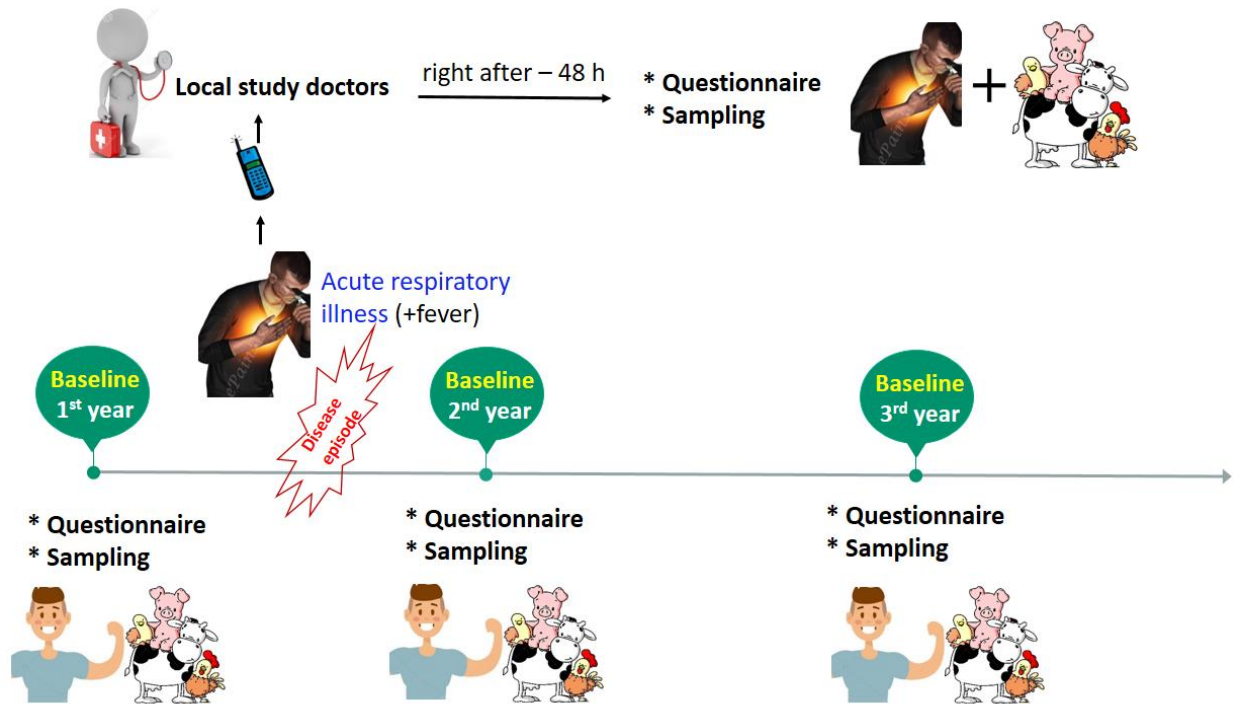 Local study doctors
right after – 48 h
* Questionnaire
* Sampling
+
Acute respiratory
illness (+fever)
Disease
episode
Baseline
1st year
Baseline
2nd year
Baseline
3rd year
* Questionnaire
* Sampling
* Questionnaire
* Sampling
* Questionnaire
* Sampling